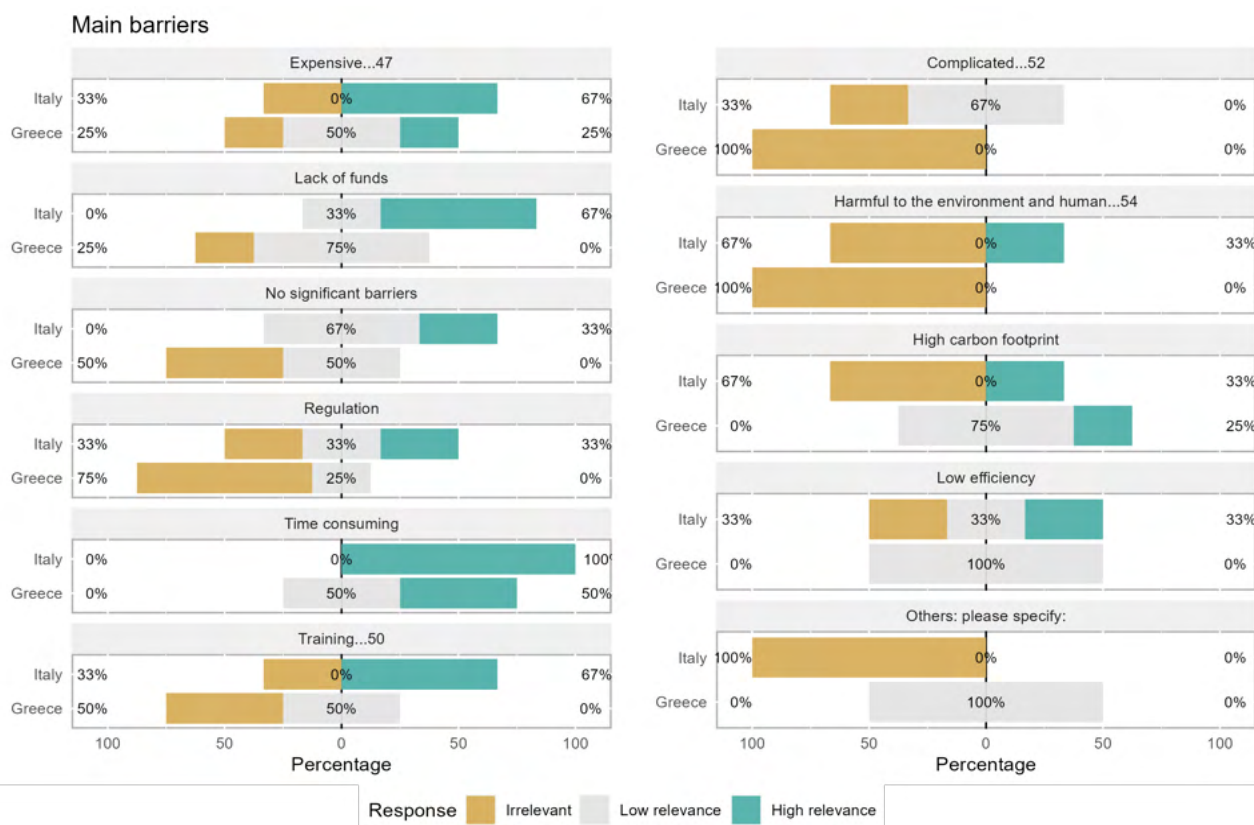 Main barriers
Expensive...47
Italy 33% 0% 67%
Greece 25% 50% 25%
Lack of funds
Italy 0% 33% 67%
Greece 25% 75% 0%
No significant barriers
Italy 0% 67% 33%
Greece 50% 50% 0%
Regulation
Italy 33% 33% 33%
Greece 75% 25% 0%
Time consuming
Italy 0% 0% 100%
Greece 0% 50% 50%
Training...50
Italy 33% 0% 67%
Greece 50% 50% 0%
100 50 0 50 100
Percentage
Complicated...52
Italy 33% 67% 0%
Greece 100% 0% 0%
Harmful to the environment and human...54
Italy 67% 0% 33%
Greece 100% 0% 0%
High carbon footprint
Italy 67% 0% 33%
Greece 0% 75% 25%
Low efficiency
Italy 33% 33% 33%
Greece 0% 100% 0%
Others: please specify:
Italy 100% 0% 0%
Greece 0% 100% 0%
100 50 0 50 100
Percentage
Response Irrelevant Low relevance High relevance